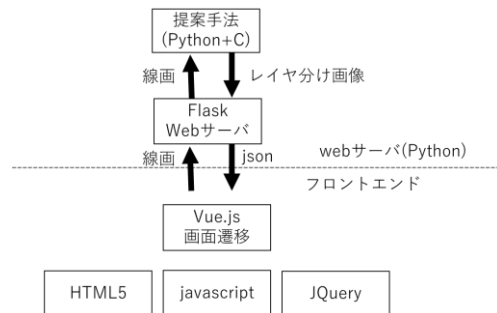 提案手法
(Python+C)
線画
レイヤ分け画像
Flask
Webサーバ
webサーバ(Python)
線画
json
フロントエンド
Vue.js
画面遷移
HTML5
javascript
JQuery